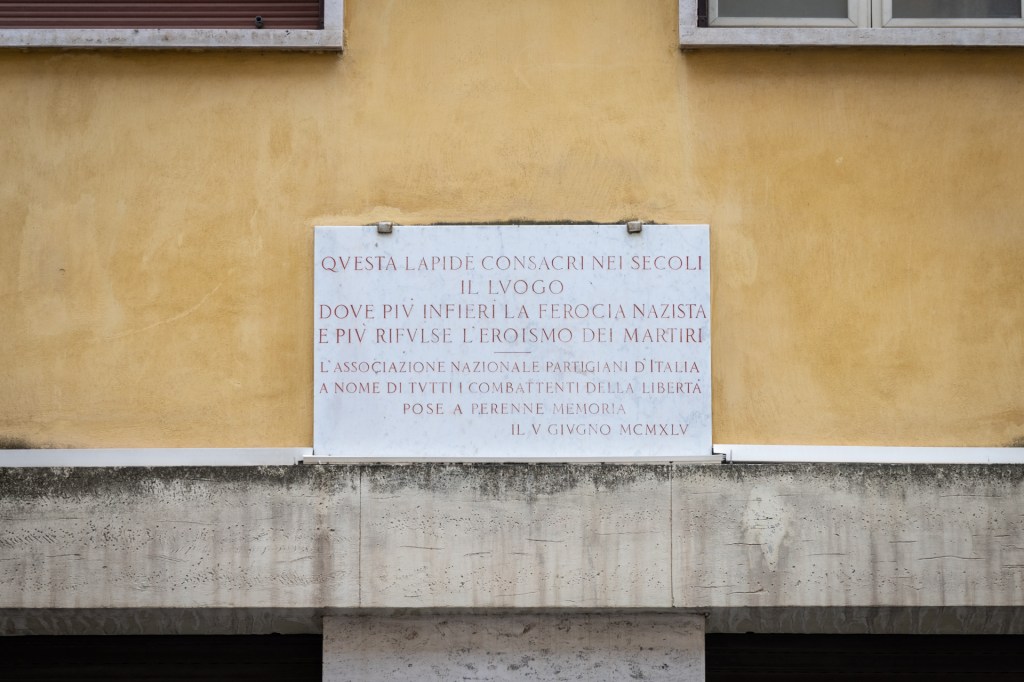 QVESTA LAPIDE CONSACRI NEI SECOLI
IL LVOGO
DOVE PIV INFIERÌ LA FEROCIA NAZISTA
E PIV RIFVLSE L'EROISMO DEI MARTIRI
L'ASSOCIAZIONE NAZIONALE PARTIGIANI D'ITALIA
A NOME DI TVTTI I COMBATTENTI DELLA LIBERTÀ
POSE A PERENNE MEMORIA
IL V GIVGNO MCMXLV